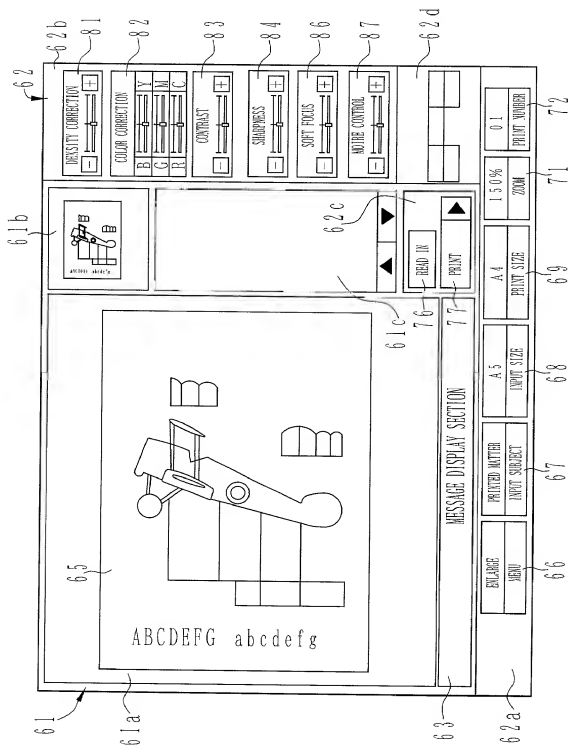 61
61a
65
ABCDEFG abcdefg
61b
ABCDEFG abcdefg
61c
62
62b
81
DENSITY CORRECTION
− +
82
COLOR CORRECTION
B Y
G M
R C
83
CONTRAST
− +
84
SHARPNESS
− +
86
SOFT FOCUS
− +
87
MOIRE CONTROL
− +
62d
62c
76
READ IN
77
PRINT
63
MESSAGE DISPLAY SECTION
62a
ENLARGE
MENU
66
PRINTED MATTER
INPUT SUBJECT
67
A5
INPUT SIZE
68
A4
PRINT SIZE
69
150%
ZOOM
71
01
PRINT NUMBER
72